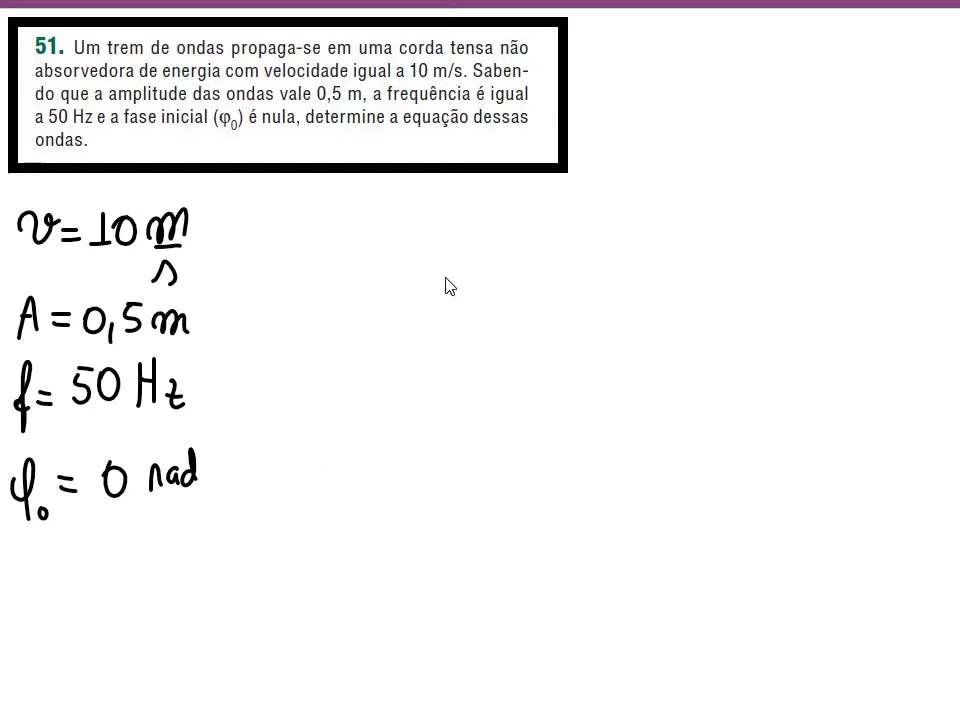 51. Um trem de ondas propaga-se em uma corda tensa não
absorvedora de energia com velocidade igual a 10 m/s. Saben-
do que a amplitude das ondas vale 0,5 m, a frequência é igual
a 50 Hz e a fase inicial (φ₀) é nula, determine a equação dessas
ondas.
v = 10 m/s
A = 0,5 m
f = 50 Hz
φ₀ = 0 rad